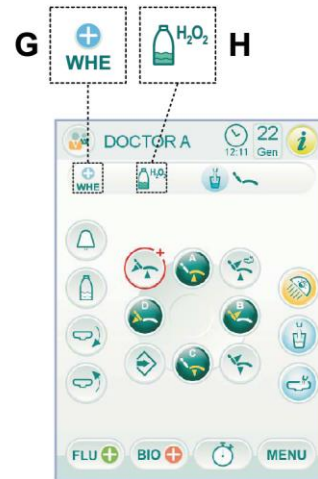 G
WHE
H₂O₂
H
DOCTOR A
12:11
22
Gen
i
WHE
H₂O₂
A
D
B
C
FLU
BIO
MENU